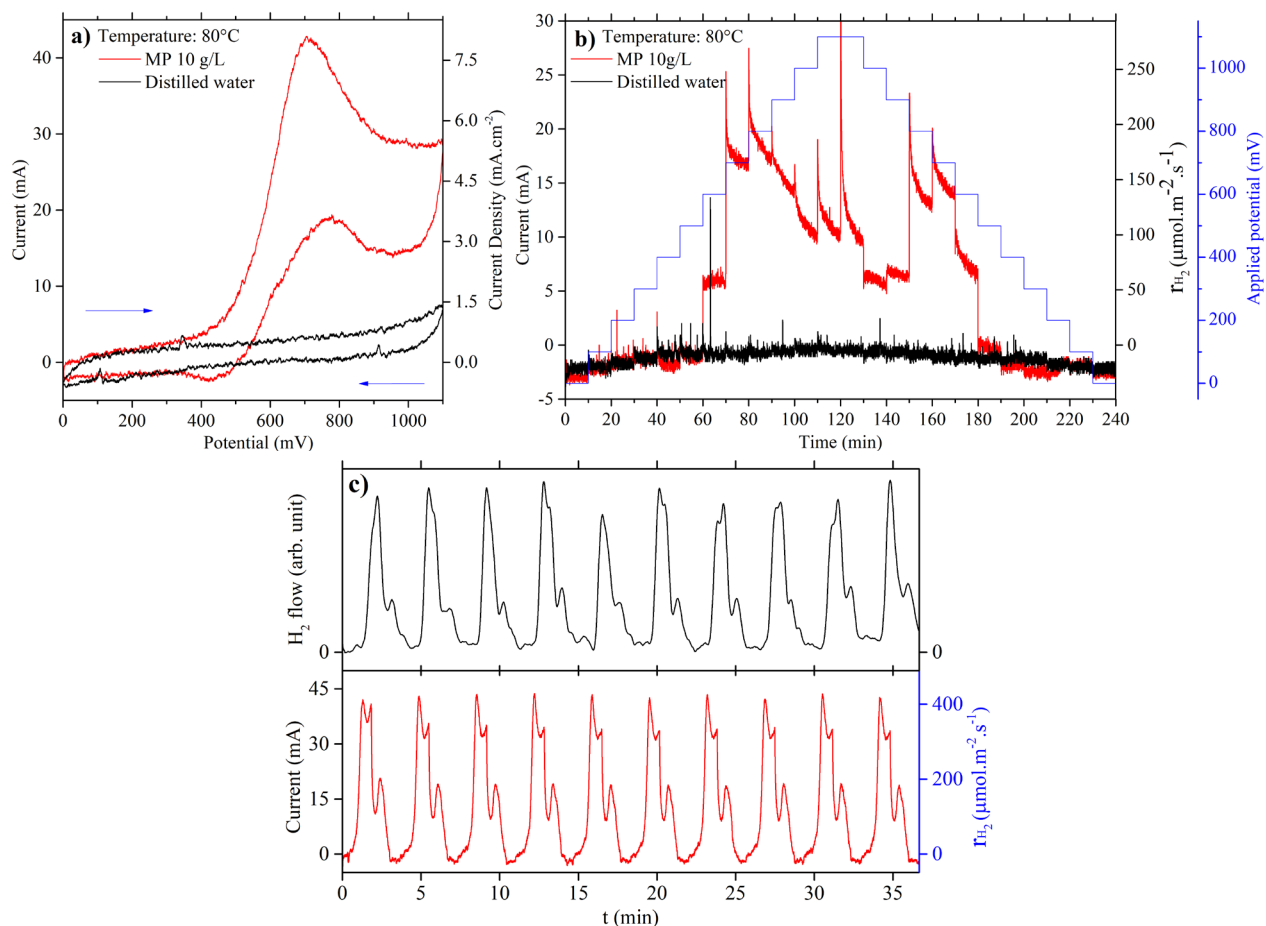 a) Temperature: 80°C
MP 10 g/L
Distilled water
Current (mA)
40
30
20
10
0
Current Density (mA.cm⁻²)
7.5
6.0
4.5
3.0
1.5
0.0
0 200 400 600 800 1000
Potential (mV)
b) Temperature: 80°C
MP 10g/L
Distilled water
Current (mA)
30
25
20
15
10
5
0
-5
r_H₂ (μmol.m⁻².s⁻¹)
250
200
150
100
50
0
Applied potential (mV)
1000
800
600
400
200
0
0 20 40 60 80 100 120 140 160 180 200 220 240
Time (min)
c)
H₂ flow (arb. unit)
0
0
Current (mA)
45
30
15
0
r_H₂ (μmol.m⁻².s⁻¹)
400
200
0
0 5 10 15 20 25 30 35
t (min)